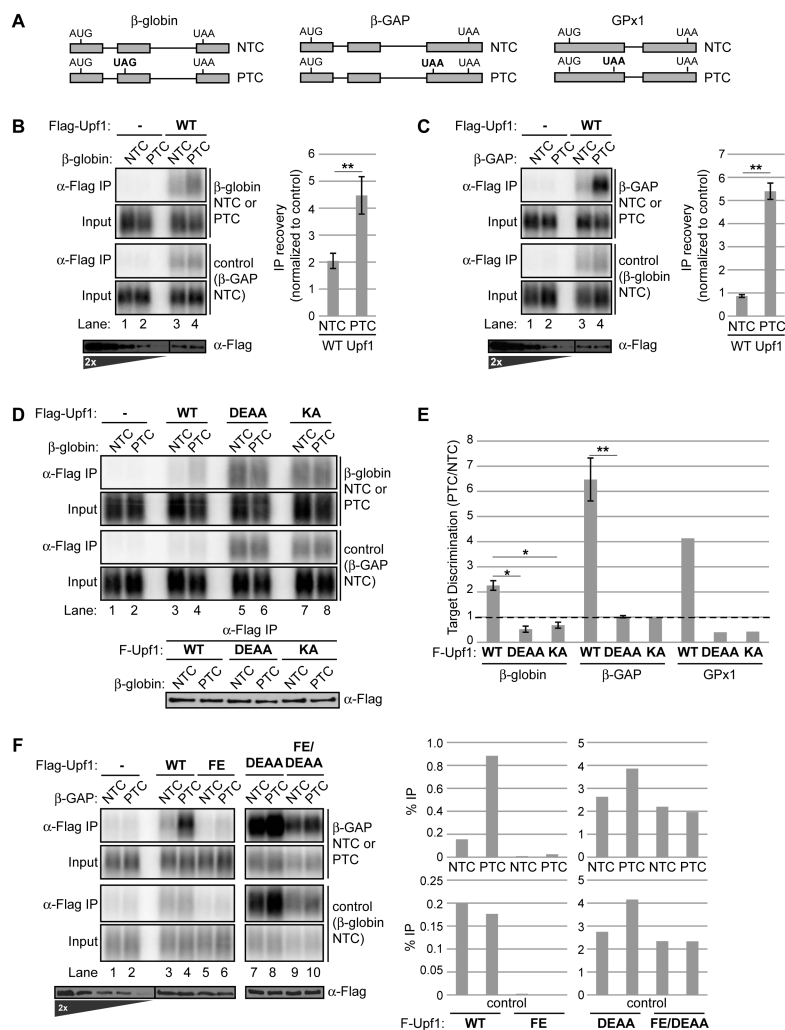 A
β-globin
AUG UAA NTC
AUG UAG UAA PTC
β-GAP
AUG UAA NTC
AUG UAA UAA PTC
GPx1
AUG UAA NTC
AUG UAA UAA PTC
B
Flag-Upf1: - WT
β-globin: NTC PTC NTC PTC
α-Flag IP
Input
β-globin NTC or PTC
α-Flag IP
Input
control (β-GAP NTC)
Lane: 1 2 3 4
2x
α-Flag
IP recovery (normalized to control)
6
5
4
3
2
1
0
**
NTC PTC
WT Upf1
C
Flag-Upf1: - WT
β-GAP: NTC PTC NTC PTC
α-Flag IP
Input
β-GAP NTC or PTC
α-Flag IP
Input
control (β-globin NTC)
Lane: 1 2 3 4
2x
α-Flag
IP recovery (normalized to control)
7
6
5
4
3
2
1
0
**
NTC PTC
WT Upf1
D
Flag-Upf1: - WT DEAA KA
β-globin: NTC PTC NTC PTC NTC PTC NTC PTC
α-Flag IP
Input
β-globin NTC or PTC
α-Flag IP
Input
control (β-GAP NTC)
Lane: 1 2 3 4 5 6 7 8
α-Flag IP
F-Upf1: WT DEAA KA
β-globin: NTC PTC NTC PTC NTC PTC
α-Flag
E
Target Discrimination (PTC/NTC)
8
7
6
5
4
3
2
1
0
* * **
F-Upf1: WT DEAA KA WT DEAA KA WT DEAA KA
β-globin β-GAP GPx1
F
Flag-Upf1: - WT FE DEAA FE/DEAA
β-GAP: NTC PTC NTC PTC NTC PTC NTC PTC NTC PTC
α-Flag IP
Input
β-GAP NTC or PTC
α-Flag IP
Input
control (β-globin NTC)
Lane 1 2 3 4 5 6 7 8 9 10
2x
α-Flag
% IP
1.0
0.8
0.6
0.4
0.2
0
NTC PTC NTC PTC
5
4
3
2
1
0
NTC PTC NTC PTC
% IP
0.25
0.2
0.15
0.1
0.05
0
control
5
4
3
2
1
0
control
F-Upf1: WT FE DEAA FE/DEAA